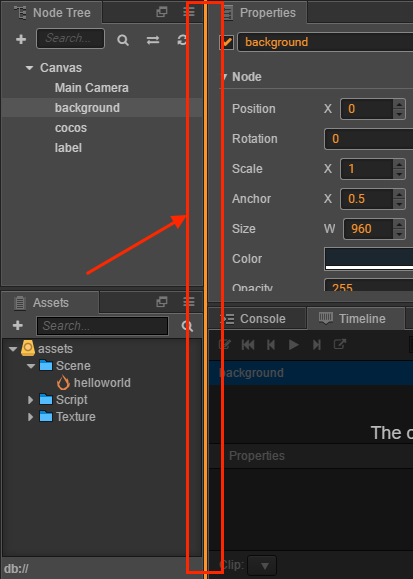 Node Tree
Search...
Canvas
Main Camera
background
cocos
label
Assets
Search...
assets
Scene
helloworld
Script
Texture
db://
Properties
background
Node
Position X 0
Rotation 0
Scale X 1
Anchor X 0.5
Size W 960
Color
Opacity 255
Console
Timeline
background
The
Properties
Clip: